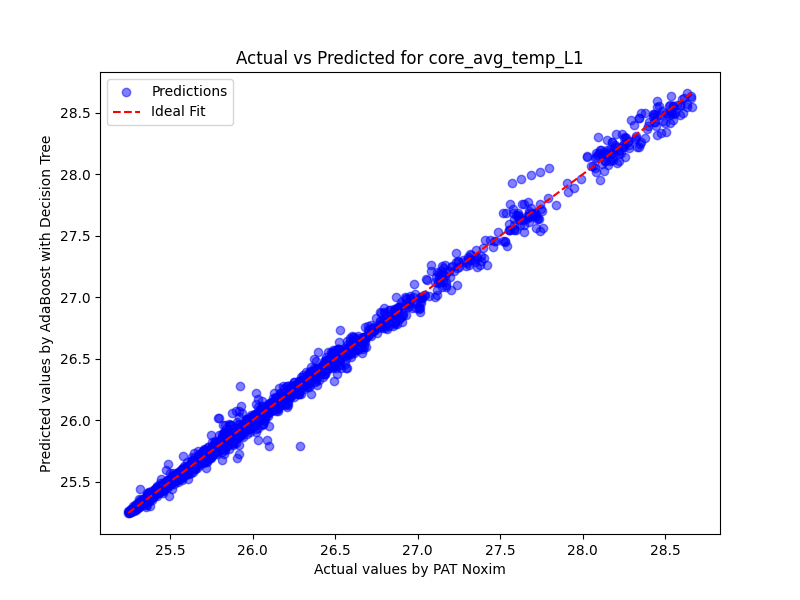 Actual vs Predicted for core_avg_temp_L1
Predictions
Ideal Fit
Predicted values by AdaBoost with Decision Tree
28.5
28.0
27.5
27.0
26.5
26.0
25.5
25.5 26.0 26.5 27.0 27.5 28.0 28.5
Actual values by PAT Noxim